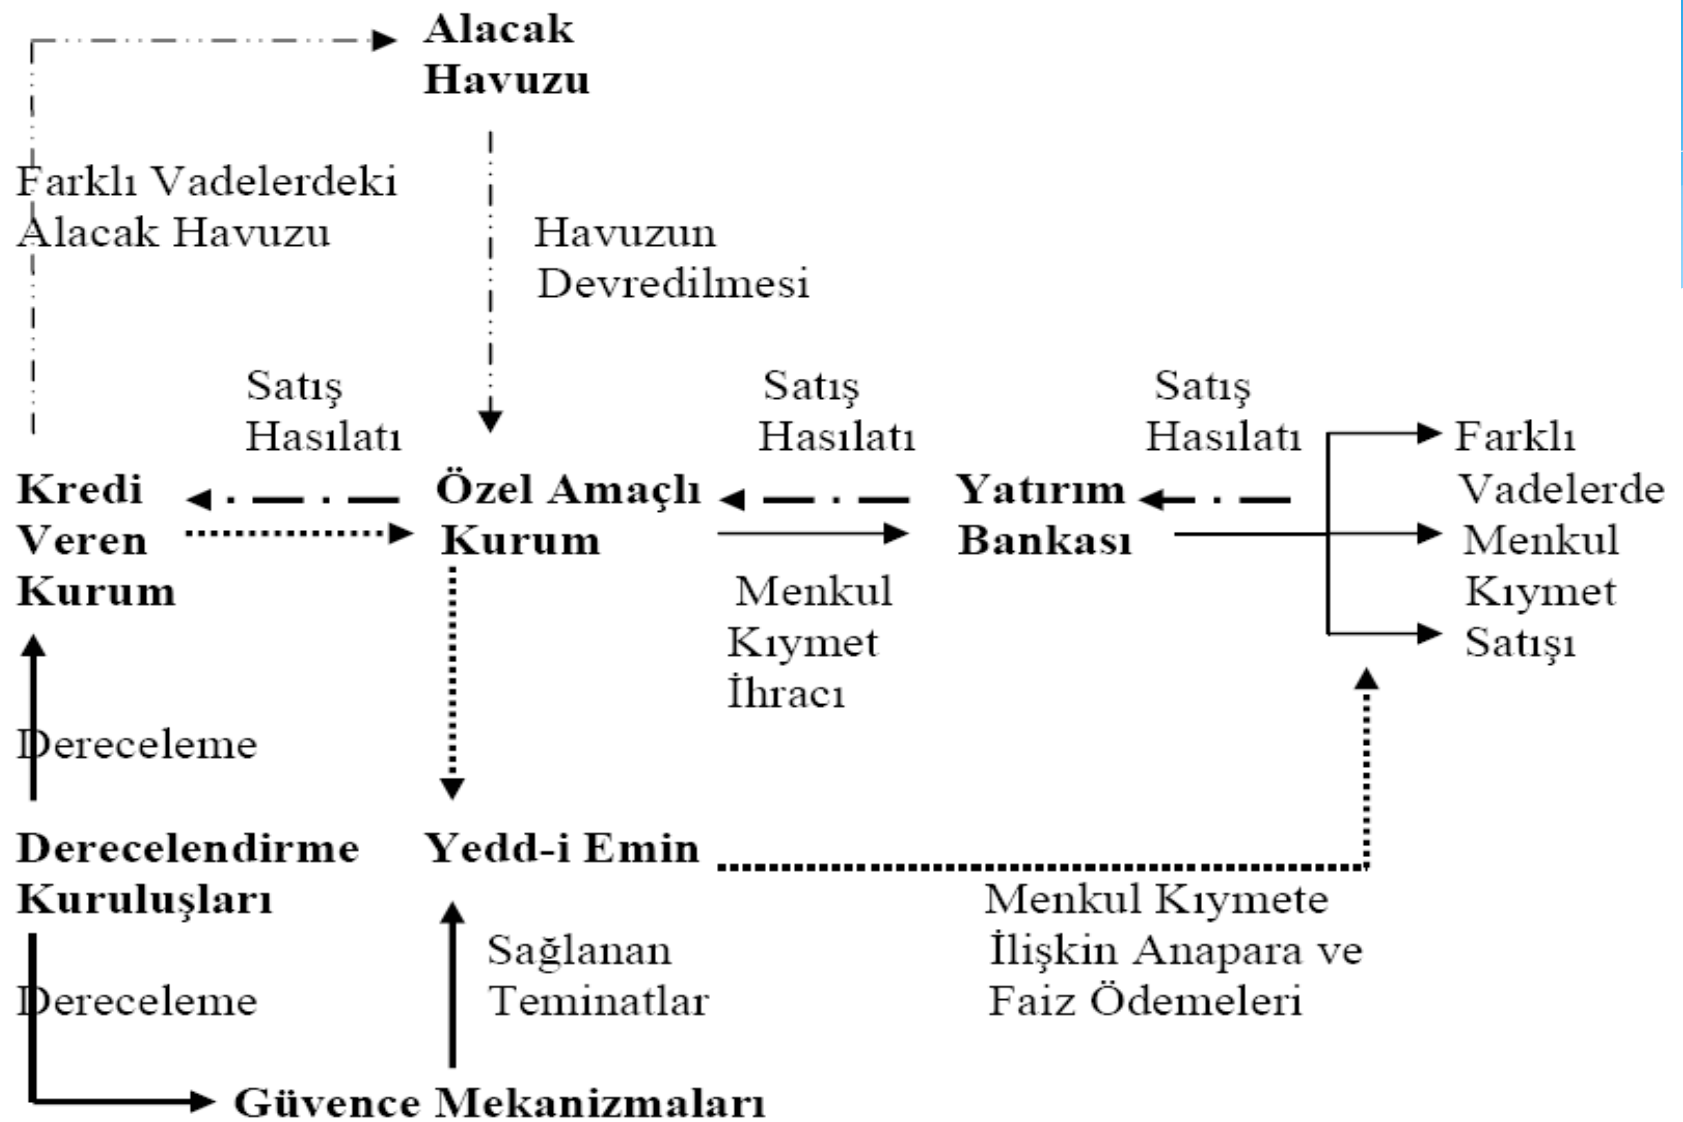 Alacak
Havuzu
Farklı Vadelerdeki
Alacak Havuzu
Havuzun
Devredilmesi
Satış
Hasılatı
Satış
Hasılatı
Satış
Hasılatı
Kredi
Veren
Kurum
Özel Amaçlı
Kurum
Yatırım
Bankası
Farklı
Vadelerde
Menkul
Kıymet
Satışı
Menkul
Kıymet
İhracı
Dereceleme
Derecelendirme
Kuruluşları
Yedd-i Emin
Menkul Kıymete
İlişkin Anapara ve
Faiz Ödemeleri
Sağlanan
Teminatlar
Dereceleme
Güvence Mekanizmaları